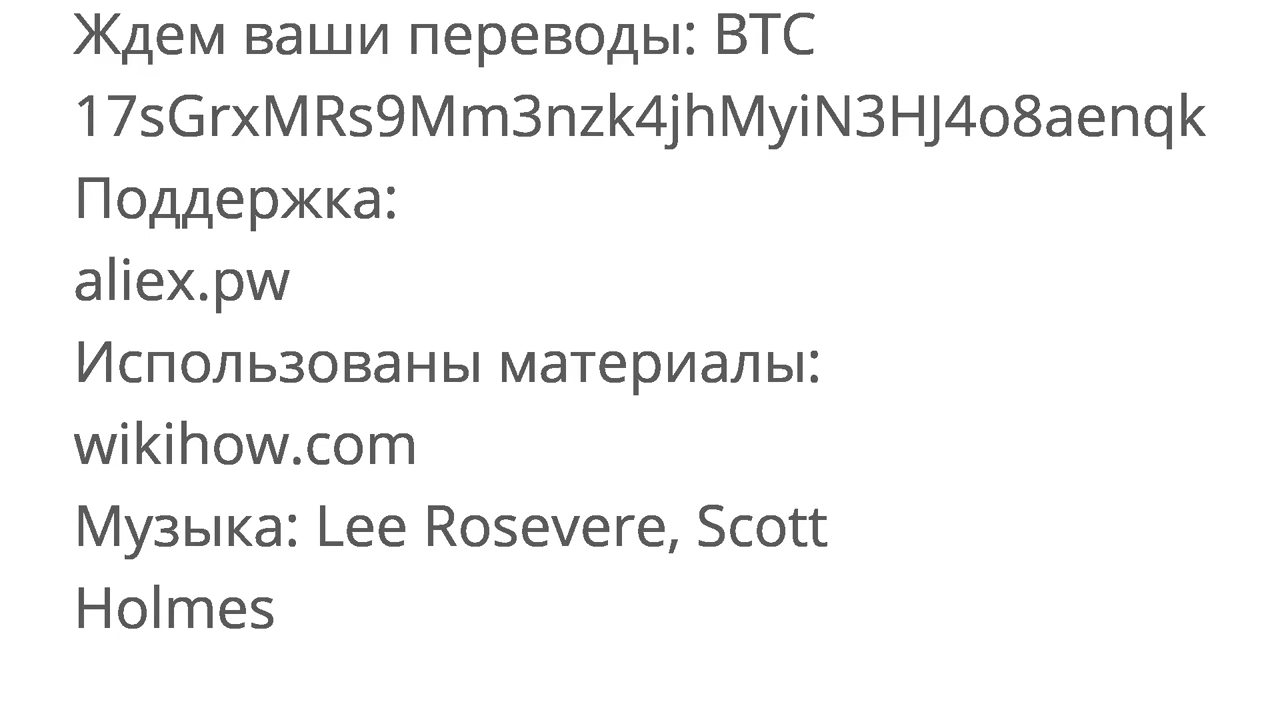 Ждем ваши переводы: BTC
17sGrxMRs9Mm3nzk4jhMyiN3HJ4o8aenqk
Поддержка:
aliex.pw
Использованы материалы:
wikihow.com
Музыка: Lee Rosevere, Scott
Holmes